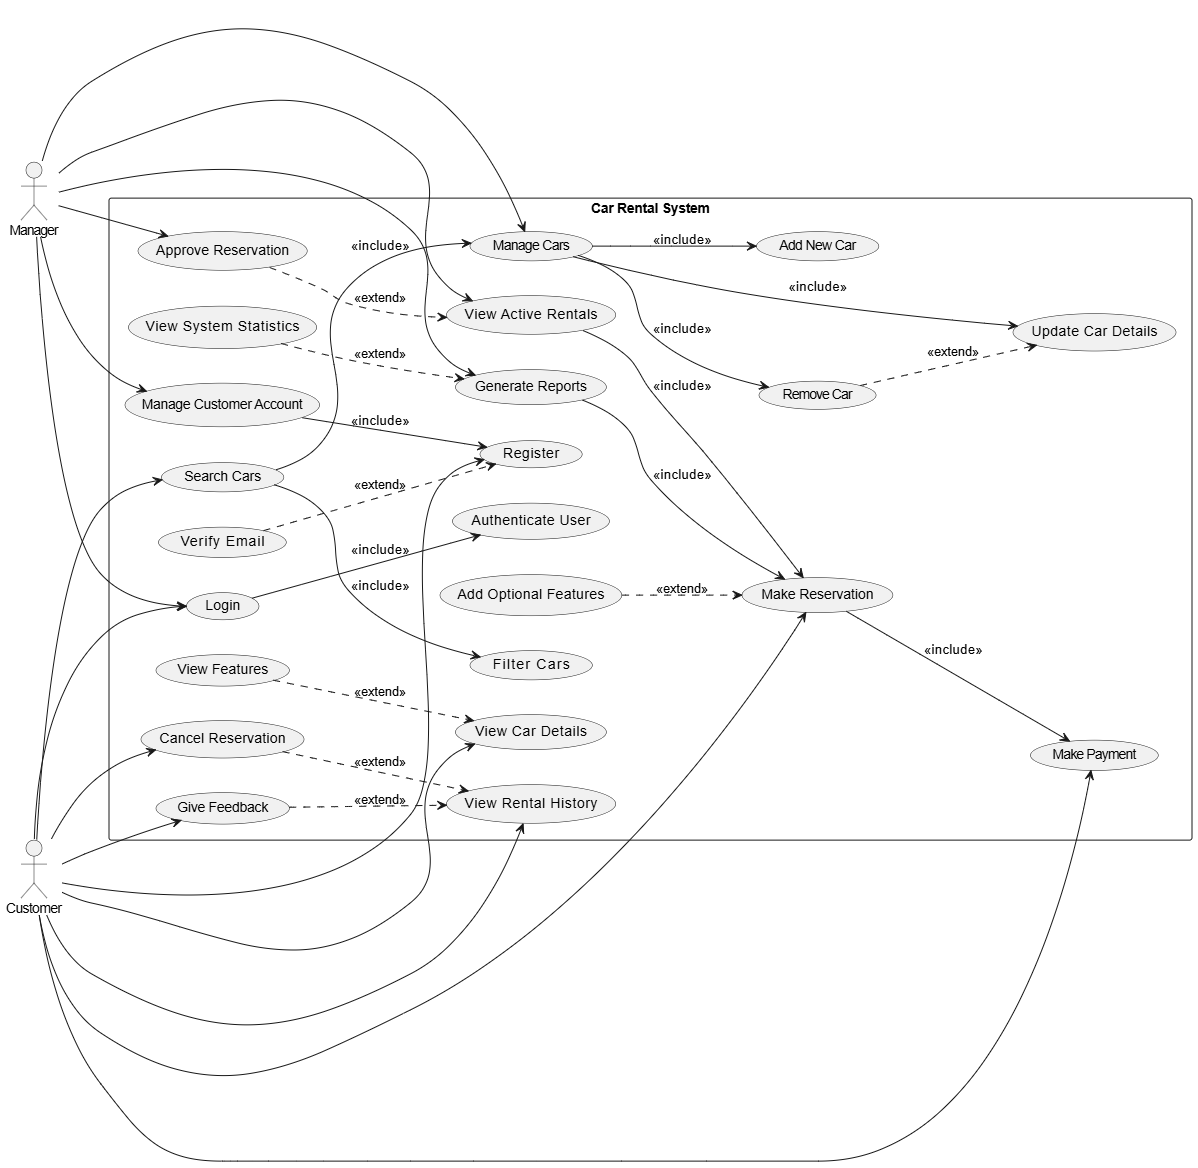 Car Rental System
Manager
Approve Reservation
«include»
Manage Cars
«include»
Add New Car
«include»
«extend»
View System Statistics
View Active Rentals
«include»
Update Car Details
«extend»
«extend»
Manage Customer Account
Generate Reports
«include»
Remove Car
«include»
Search Cars
Register
«include»
«extend»
Verify Email
Authenticate User
«include»
Login
«include»
Add Optional Features
«extend»
Make Reservation
View Features
Filter Cars
«include»
«extend»
Cancel Reservation
View Car Details
«extend»
Make Payment
Give Feedback
«extend»
View Rental History
Customer